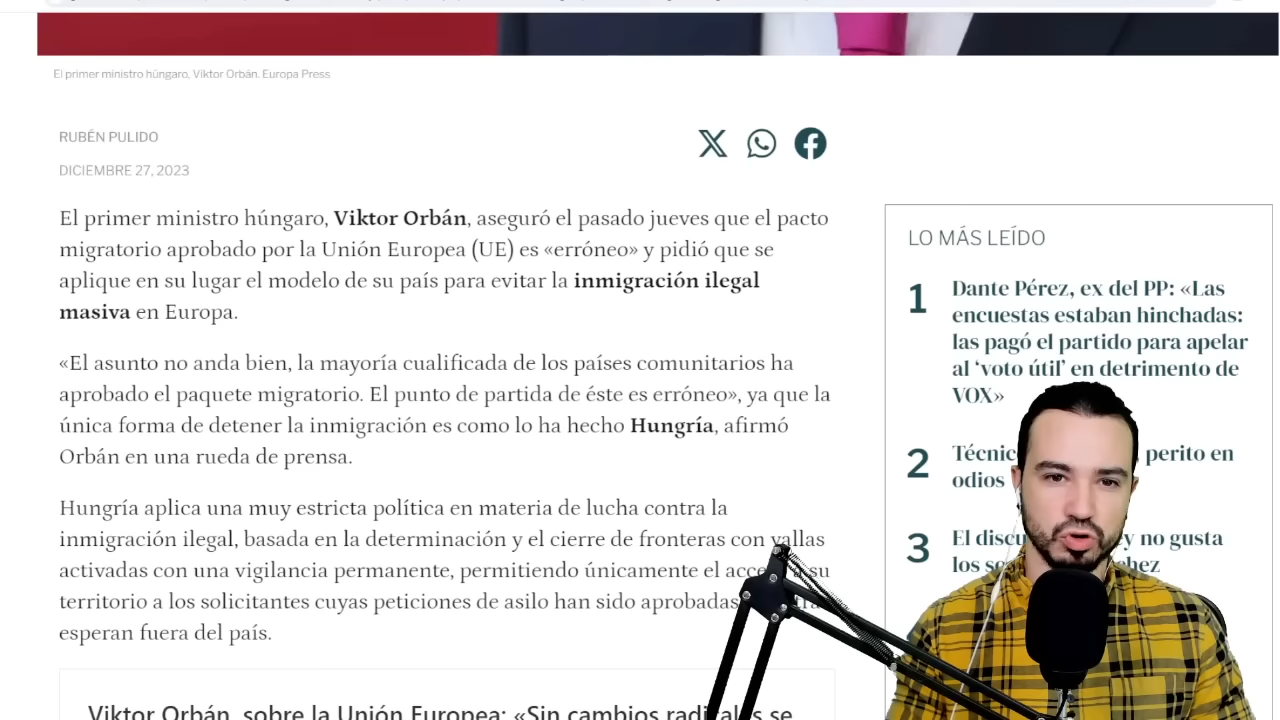 El primer ministro húngaro, Viktor Orbán. Europa Press
RUBÉN PULIDO
DICIEMBRE 27, 2023
El primer ministro húngaro, Viktor Orbán, aseguró el pasado jueves que el pacto
migratorio aprobado por la Unión Europea (UE) es «erróneo» y pidió que se
aplique en su lugar el modelo de su país para evitar la inmigración ilegal
masiva en Europa.
«El asunto no anda bien, la mayoría cualificada de los países comunitarios ha
aprobado el paquete migratorio. El punto de partida de éste es erróneo», ya que la
única forma de detener la inmigración es como lo ha hecho Hungría, afirmó
Orbán en una rueda de prensa.
Hungría aplica una muy estricta política en materia de lucha contra la
inmigración ilegal, basada en la determinación y el cierre de fronteras con vallas
activadas con una vigilancia permanente, permitiendo únicamente el su
territorio a los solicitantes cuyas peticiones de asilo han sido aprobadas
esperan fuera del país.
Viktor Orbán, sobre la Unión Europea: «Sin cambios radicales se
LO MÁS LEÍDO
1 Dante Pérez, ex del PP: «Las
encuestas estaban hinchadas:
las pagó el partido para apelar
al ‘voto útil’ en detrimento de
VOX»
2 perito en
odios
3 El no gusta
los